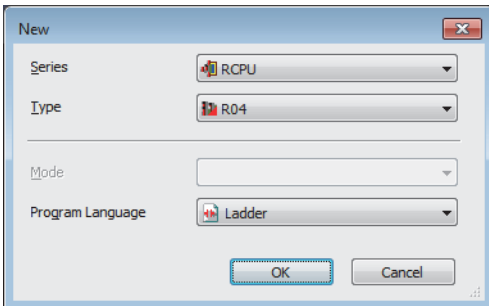 New
Series RCPU
Type R04
Mode
Program Language Ladder
OK Cancel